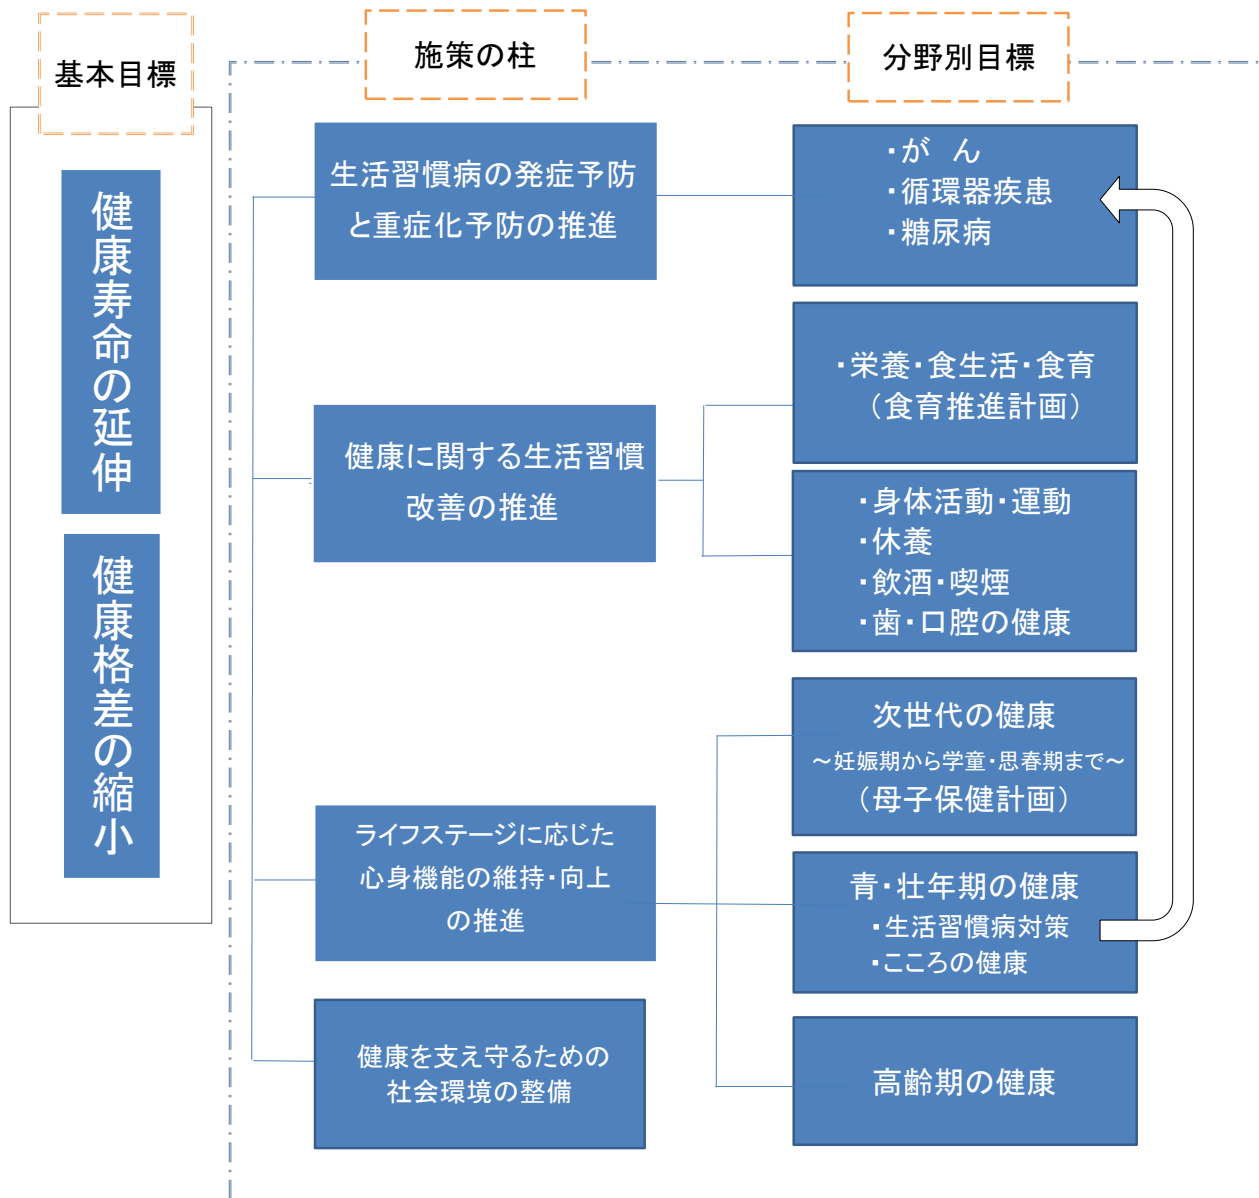 基本目標
健康寿命の延伸
健康格差の縮小
施策の柱
生活習慣病の発症予防
と重症化予防の推進
健康に関する生活習慣
改善の推進
ライフステージに応じた
心身機能の維持・向上
の推進
健康を支え守るための
社会環境の整備
分野別目標
・が ん
・循環器疾患
・糖尿病
・栄養・食生活・食育
（食育推進計画）
・身体活動・運動
・休養
・飲酒・喫煙
・歯・口腔の健康
次世代の健康
～妊娠期から学童・思春期まで～
（母子保健計画）
青・壮年期の健康
・生活習慣病対策
・こころの健康
高齢期の健康